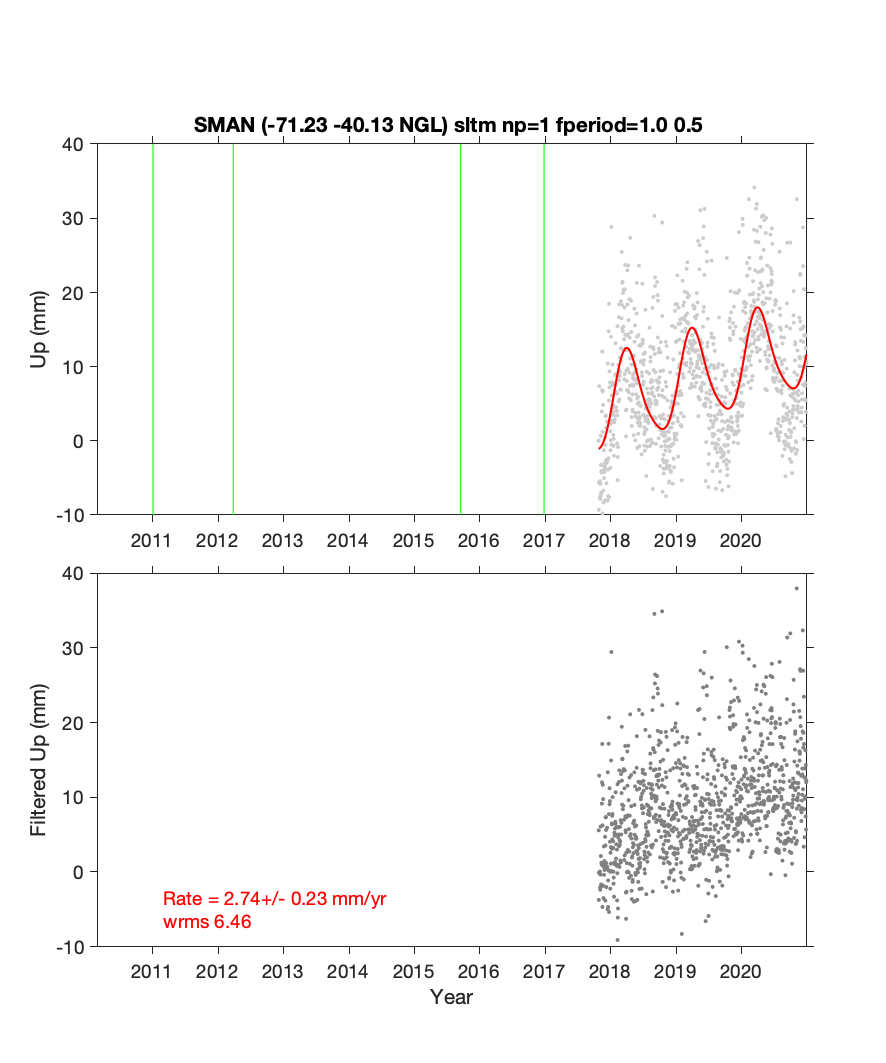 SMAN (-71.23 -40.13 NGL) sltm np=1 fperiod=1.0 0.5
40
30
20
10
0
-10
Up (mm)
2011 2012 2013 2014 2015 2016 2017 2018 2019 2020
40
30
20
10
0
-10
Filtered Up (mm)
Rate = 2.74+/- 0.23 mm/yr
wrms 6.46
2011 2012 2013 2014 2015 2016 2017 2018 2019 2020
Year